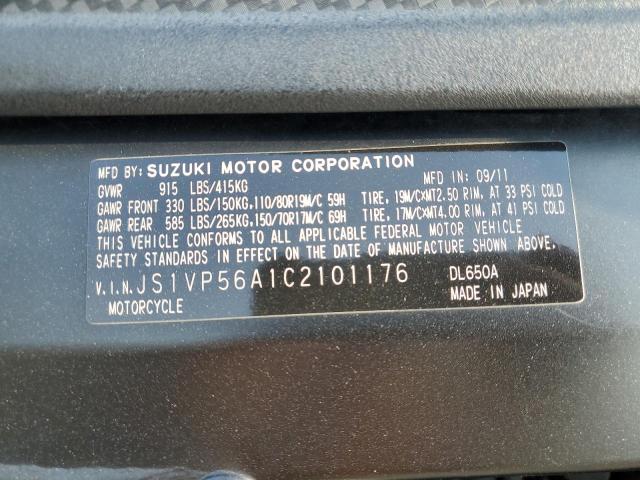 MFD BY: SUZUKI MOTOR CORPORATION MFD IN: 09/11
GVWR 915 LBS/415KG
GAWR FRONT 330 LBS/150KG,110/80R19M/C 59H TIRE, 19M/CXMT2.50 RIM, AT 33 PSI COLD
GAWR REAR 585 LBS/265KG,150/70R17M/C 69H TIRE, 17M/CXMT4.00 RIM, AT 41 PSI COLD
THIS VEHICLE CONFORMS TO ALL APPLICABLE FEDERAL MOTOR VEHICLE
SAFETY STANDARDS IN EFFECT ON THE DATE OF MANUFACTURE SHOWN ABOVE.
V.I.N. JS1VP56A1C2101176 DL650A
MOTORCYCLE MADE IN JAPAN